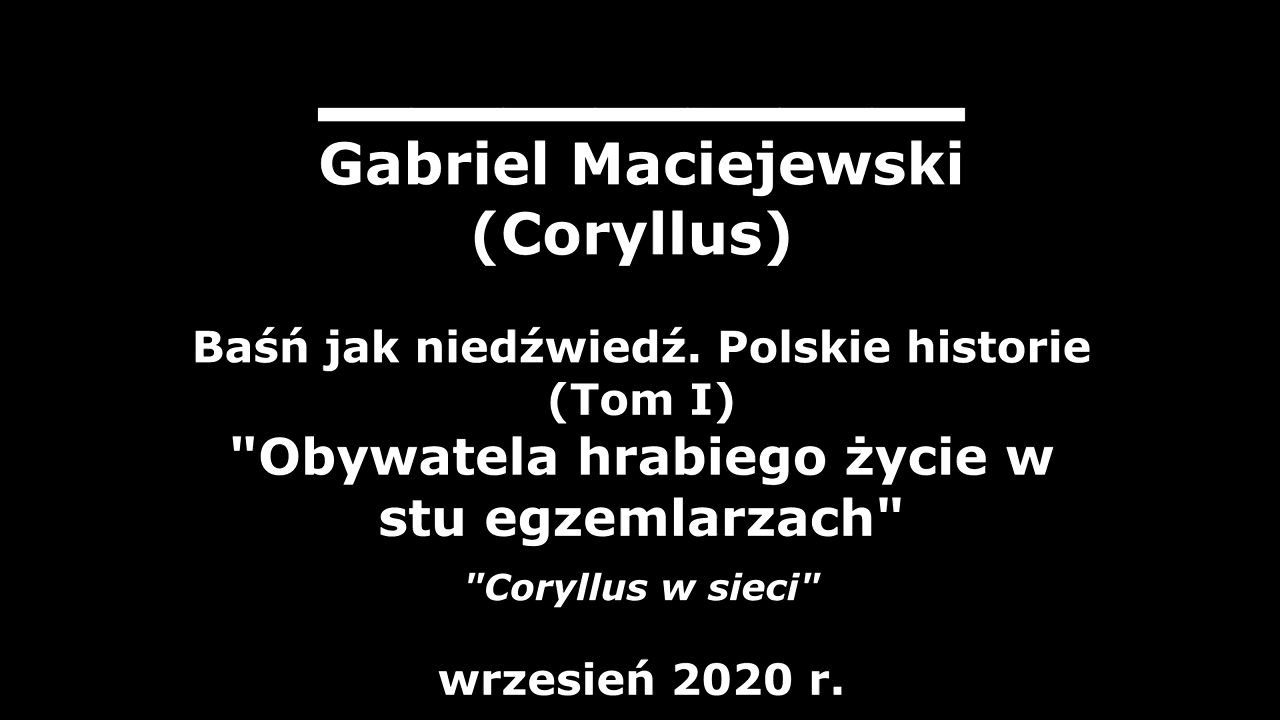 Gabriel Maciejewski
(Coryllus)
Baśń jak niedźwiedź. Polskie historie
(Tom I)
"Obywatela hrabiego życie w
stu egzemlarzach"
"Coryllus w sieci"
wrzesień 2020 r.